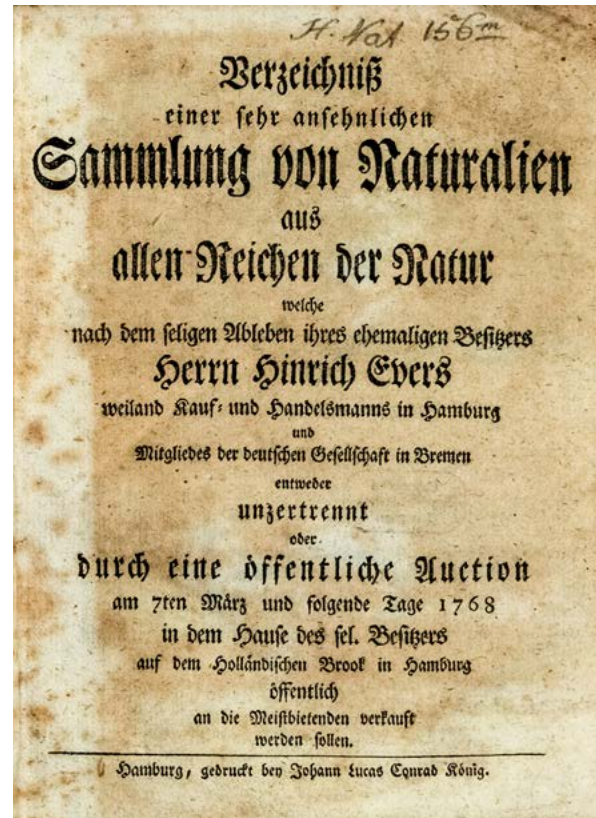 H. Nat 156m
Verzeichniß
einer sehr ansehnlichen
Sammlung von Naturalien
aus
allen Reichen der Natur
welche
nach dem seligen Ableben ihres ehemaligen Besitzers
Herrn Hinrich Evers
weiland Kauf- und Handelsmanns in Hamburg
und
Mitgliedes der deutschen Gesellschaft in Bremen
entweder
unzertrennt
oder
durch eine öffentliche Auction
am 7ten März und folgende Tage 1768
in dem Hause des sel. Besitzers
auf dem Holländischen Brook in Hamburg
öffentlich
an die Meistbietenden verkauft
werden sollen.
Hamburg, gedruckt bey Johann Lucas Conrad König.